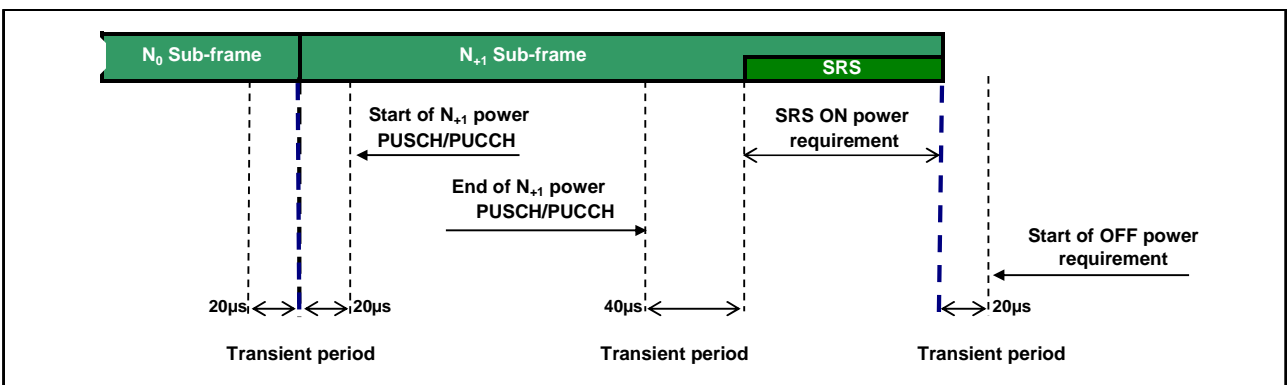 N₀ Sub-frame
N₊₁ Sub-frame
SRS
Start of N₊₁ power
PUSCH/PUCCH
SRS ON power
requirement
End of N₊₁ power
PUSCH/PUCCH
Start of OFF power
requirement
20µs
20µs
40µs
20µs
Transient period
Transient period
Transient period